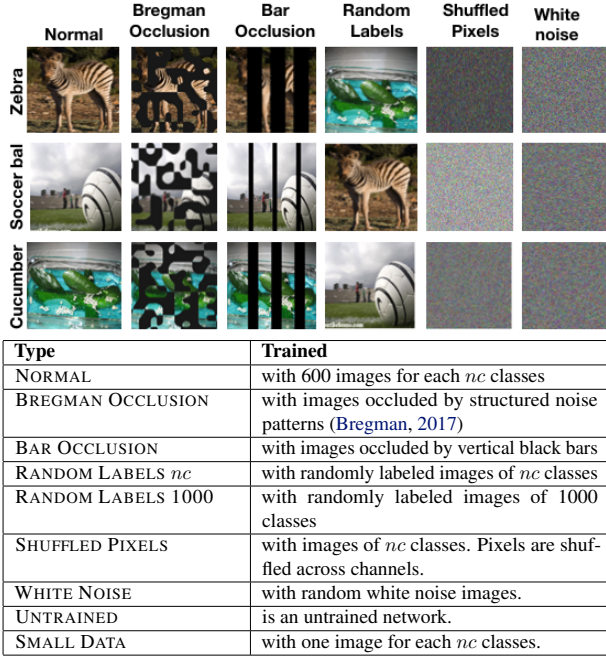 Normal
Bregman
Occlusion
Bar
Occlusion
Random
Labels
Shuffled
Pixels
White
noise
Zebra
Soccer bal
Cucumber
Type Trained
NORMAL with 600 images for each nc classes
BREGMAN OCCLUSION with images occluded by structured noise
patterns (Bregman, 2017)
BAR OCCLUSION with images occluded by vertical black bars
RANDOM LABELS nc with randomly labeled images of nc classes
RANDOM LABELS 1000 with randomly labeled images of 1000
classes
SHUFFLED PIXELS with images of nc classes. Pixels are shuf-
fled across channels.
WHITE NOISE with random white noise images.
UNTRAINED is an untrained network.
SMALL DATA with one image for each nc classes.